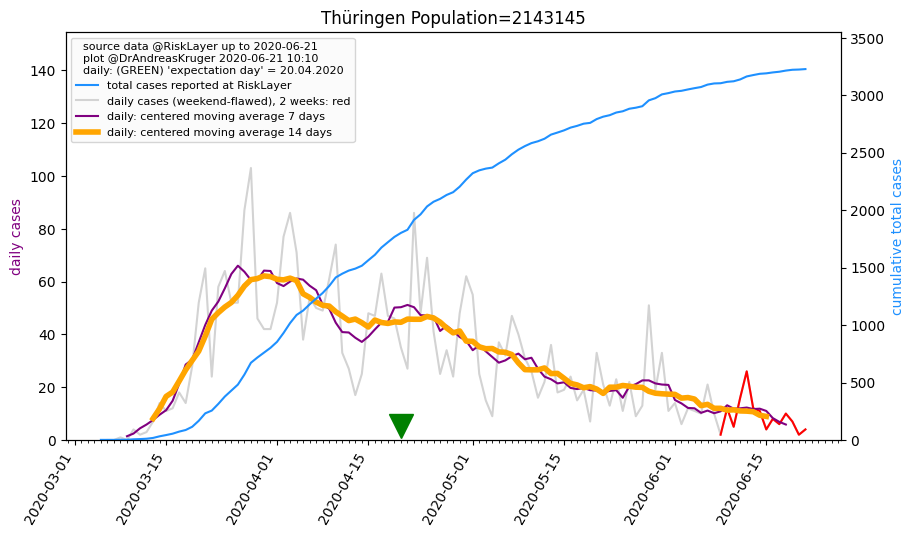 Thüringen Population=2143145
source data @RiskLayer up to 2020-06-21
plot @DrAndreasKruger 2020-06-21 10:10
daily: (GREEN) 'expectation day' = 20.04.2020
total cases reported at RiskLayer
daily cases (weekend-flawed), 2 weeks: red
daily: centered moving average 7 days
daily: centered moving average 14 days
daily cases
140
120
100
80
60
40
20
0
3500
3000
2500
2000
1500
1000
500
0
cumulative total cases
2020-03-01
2020-03-15
2020-04-01
2020-04-15
2020-05-01
2020-05-15
2020-06-01
2020-06-15